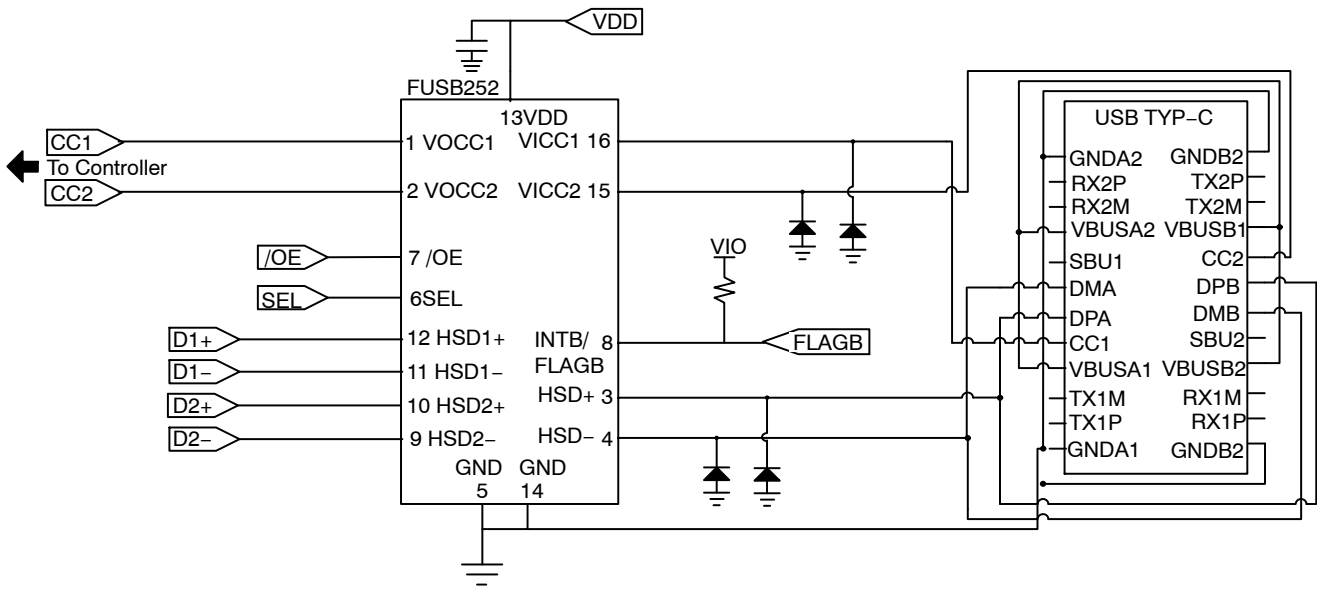 VDD
FUSB252
13VDD
CC1
1 VOCC1
VICC1 16
To Controller
CC2
2 VOCC2
VICC2 15
/OE
7 /OE
SEL
6SEL
D1+
12 HSD1+
D1−
11 HSD1−
D2+
10 HSD2+
D2−
9 HSD2−
INTB/
FLAGB
8
HSD+ 3
HSD− 4
GND
5
GND
14
VIO
FLAGB
USB TYP−C
GNDA2
RX2P
RX2M
VBUSA2
SBU1
DMA
DPA
CC1
VBUSA1
TX1M
TX1P
GNDA1
GNDB2
TX2P
TX2M
VBUSB1
CC2
DPB
DMB
SBU2
VBUSB2
RX1M
RX1P
GNDB2